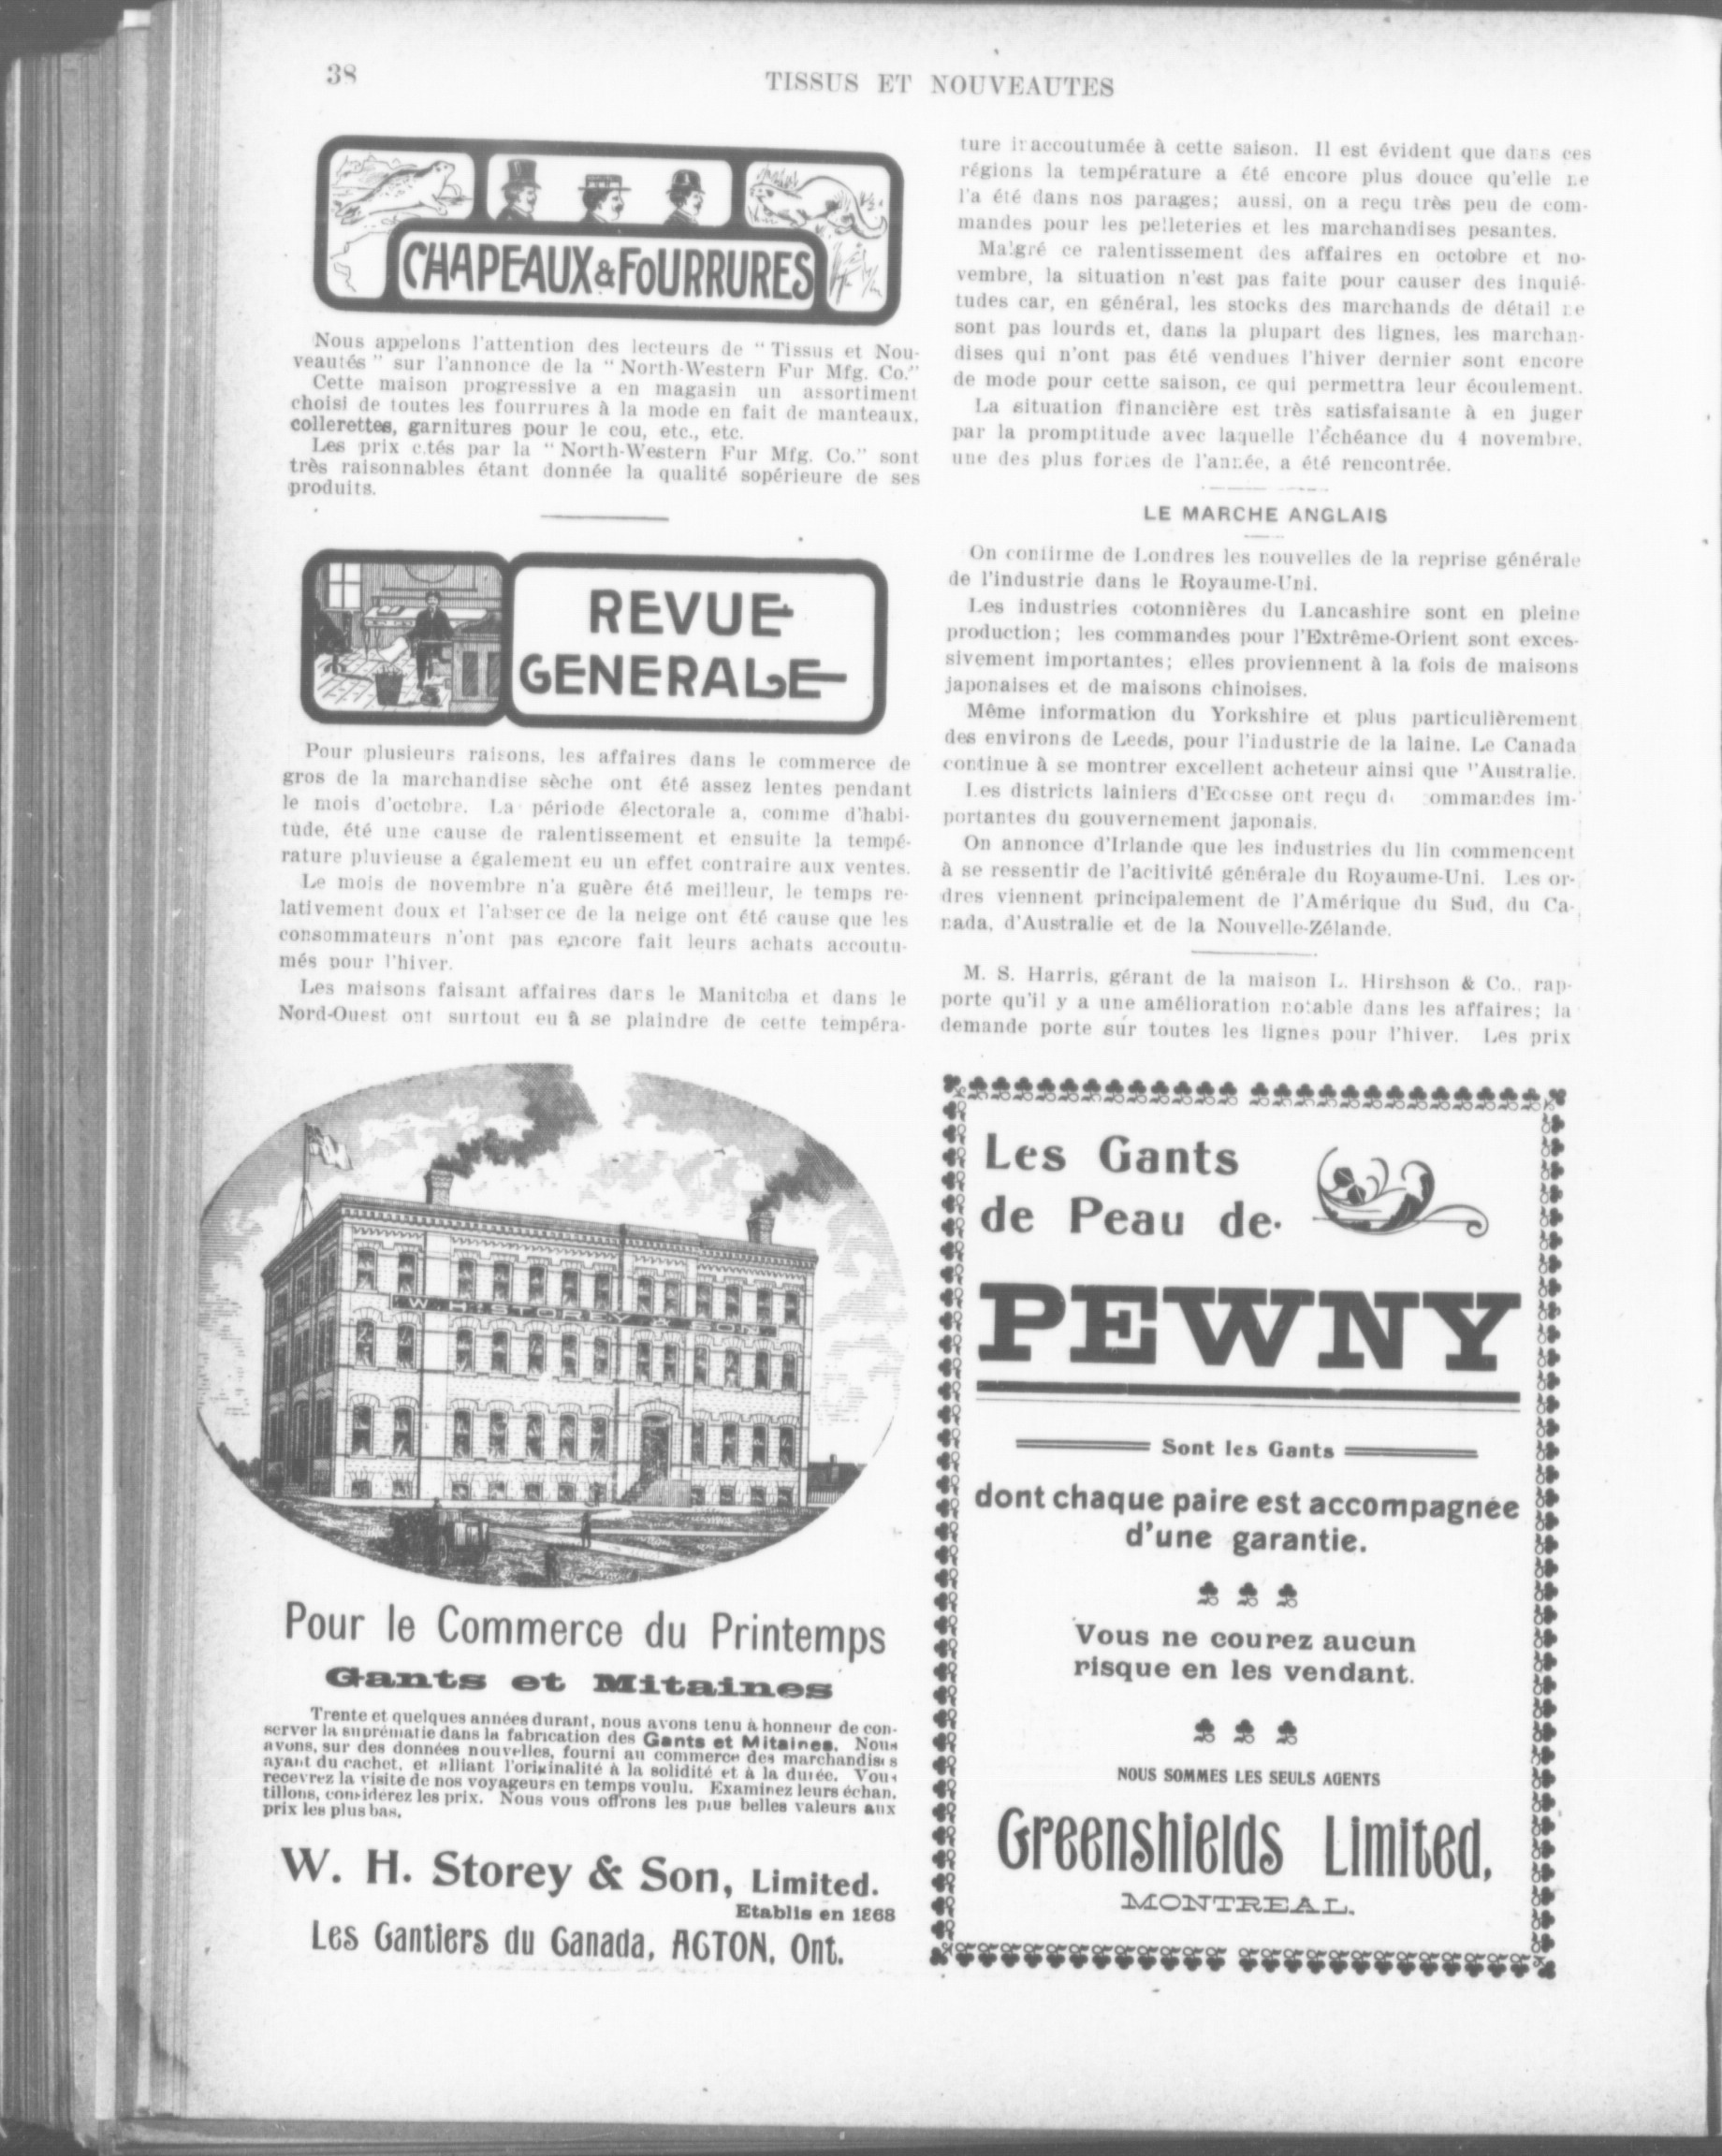 38
TISSUS ET NOUVEAUTES
CHAPEAUX & FOURRURES
Nous appelons l'attention des lecteurs de " Tissus et Nou-
veautés " sur l'annonce de la " North-Western Fur Mfg. Co."
Cette maison progressive a en magasin un assortiment
choisi de toutes les fourrures à la mode en fait de manteaux,
collerettes, garnitures pour le cou, etc., etc.
Les prix c.tés par la " North-Western Fur Mfg. Co." sont
très raisonnables étant donnée la qualité sopérieure de ses
produits.
REVUE
GENERALE
Pour plusieurs raisons, les affaires dans le commerce de
gros de la marchandise sèche ont été assez lentes pendant
le mois d'octobre. La période électorale a, comme d'habi-
tude, été une cause de ralentissement et ensuite la tempé-
rature pluvieuse a également eu un effet contraire aux ventes.
Le mois de novembre n'a guère été meilleur, le temps re-
lativement doux et l'absence de la neige ont été cause que les
consommateurs n'ont pas encore fait leurs achats accoutu-
més pour l'hiver.
Les maisons faisant affaires dans le Manitoba et dans le
Nord-Ouest ont surtout eu à se plaindre de cette tempéra-
ture inaccoutumée à cette saison. Il est évident que dans ces
régions la température a été encore plus douce qu'elle ne
l'a été dans nos parages; aussi, on a reçu très peu de com-
mandes pour les pelleteries et les marchandises pesantes.
Malgré ce ralentissement des affaires en octobre et no-
vembre, la situation n'est pas faite pour causer des inquié-
tudes car, en général, les stocks des marchands de détail ne
sont pas lourds et, dans la plupart des lignes, les marchan-
dises qui n'ont pas été vendues l'hiver dernier sont encore
de mode pour cette saison, ce qui permettra leur écoulement.
La situation financière est très satisfaisante à en juger
par la promptitude avec laquelle l'échéance du 4 novembre,
une des plus fortes de l'année, a été rencontrée.
LE MARCHE ANGLAIS
On confirme de Londres les nouvelles de la reprise générale
de l'industrie dans le Royaume-Uni.
Les industries cotonnières du Lancashire sont en pleine
production; les commandes pour l'Extrême-Orient sont exces-
sivement importantes; elles proviennent à la fois de maisons
japonaises et de maisons chinoises.
Même information du Yorkshire et plus particulièrement
des environs de Leeds, pour l'industrie de la laine. Le Canada
continue à se montrer excellent acheteur ainsi que "Australie.
Les districts lainiers d'Ecosse ont reçu d ommandes im-
portantes du gouvernement japonais.
On annonce d'Irlande que les industries du lin commencent
à se ressentir de l'acitivité générale du Royaume-Uni. Les or-
dres viennent principalement de l'Amérique du Sud, du Ca-
nada, d'Australie et de la Nouvelle-Zélande.
M. S. Harris, gérant de la maison L. Hirshson & Co., rap-
porte qu'il y a une amélioration notable dans les affaires; la
demande porte sur toutes les lignes pour l'hiver. Les prix
W. H. STOREY & SON
Pour le Commerce du Printemps
Gants et Mitaines
Trente et quelques années durant, nous avons tenu à honneur de con-
server la suprématie dans la fabrication des Gants et Mitaines. Nous
avons, sur des données nouvelles, fourni au commerce des marchandises
ayant du cachet, et alliant l'originalité à la solidité et à la durée. Vous
recevrez la visite de nos voyageurs en temps voulu. Examinez leurs échan,
tillons, considérez les prix. Nous vous offrons les plus belles valeurs aux
prix les plus bas.
W. H. Storey & Son, Limited.
Etablis en 1868
Les Gantiers du Canada, ACTON, Ont.
Les Gants
de Peau de
PEWNY
Sont les Gants
dont chaque paire est accompagnée
d'une garantie.
Vous ne courez aucun
risque en les vendant.
NOUS SOMMES LES SEULS AGENTS
Greenshields Limited,
MONTREAL.